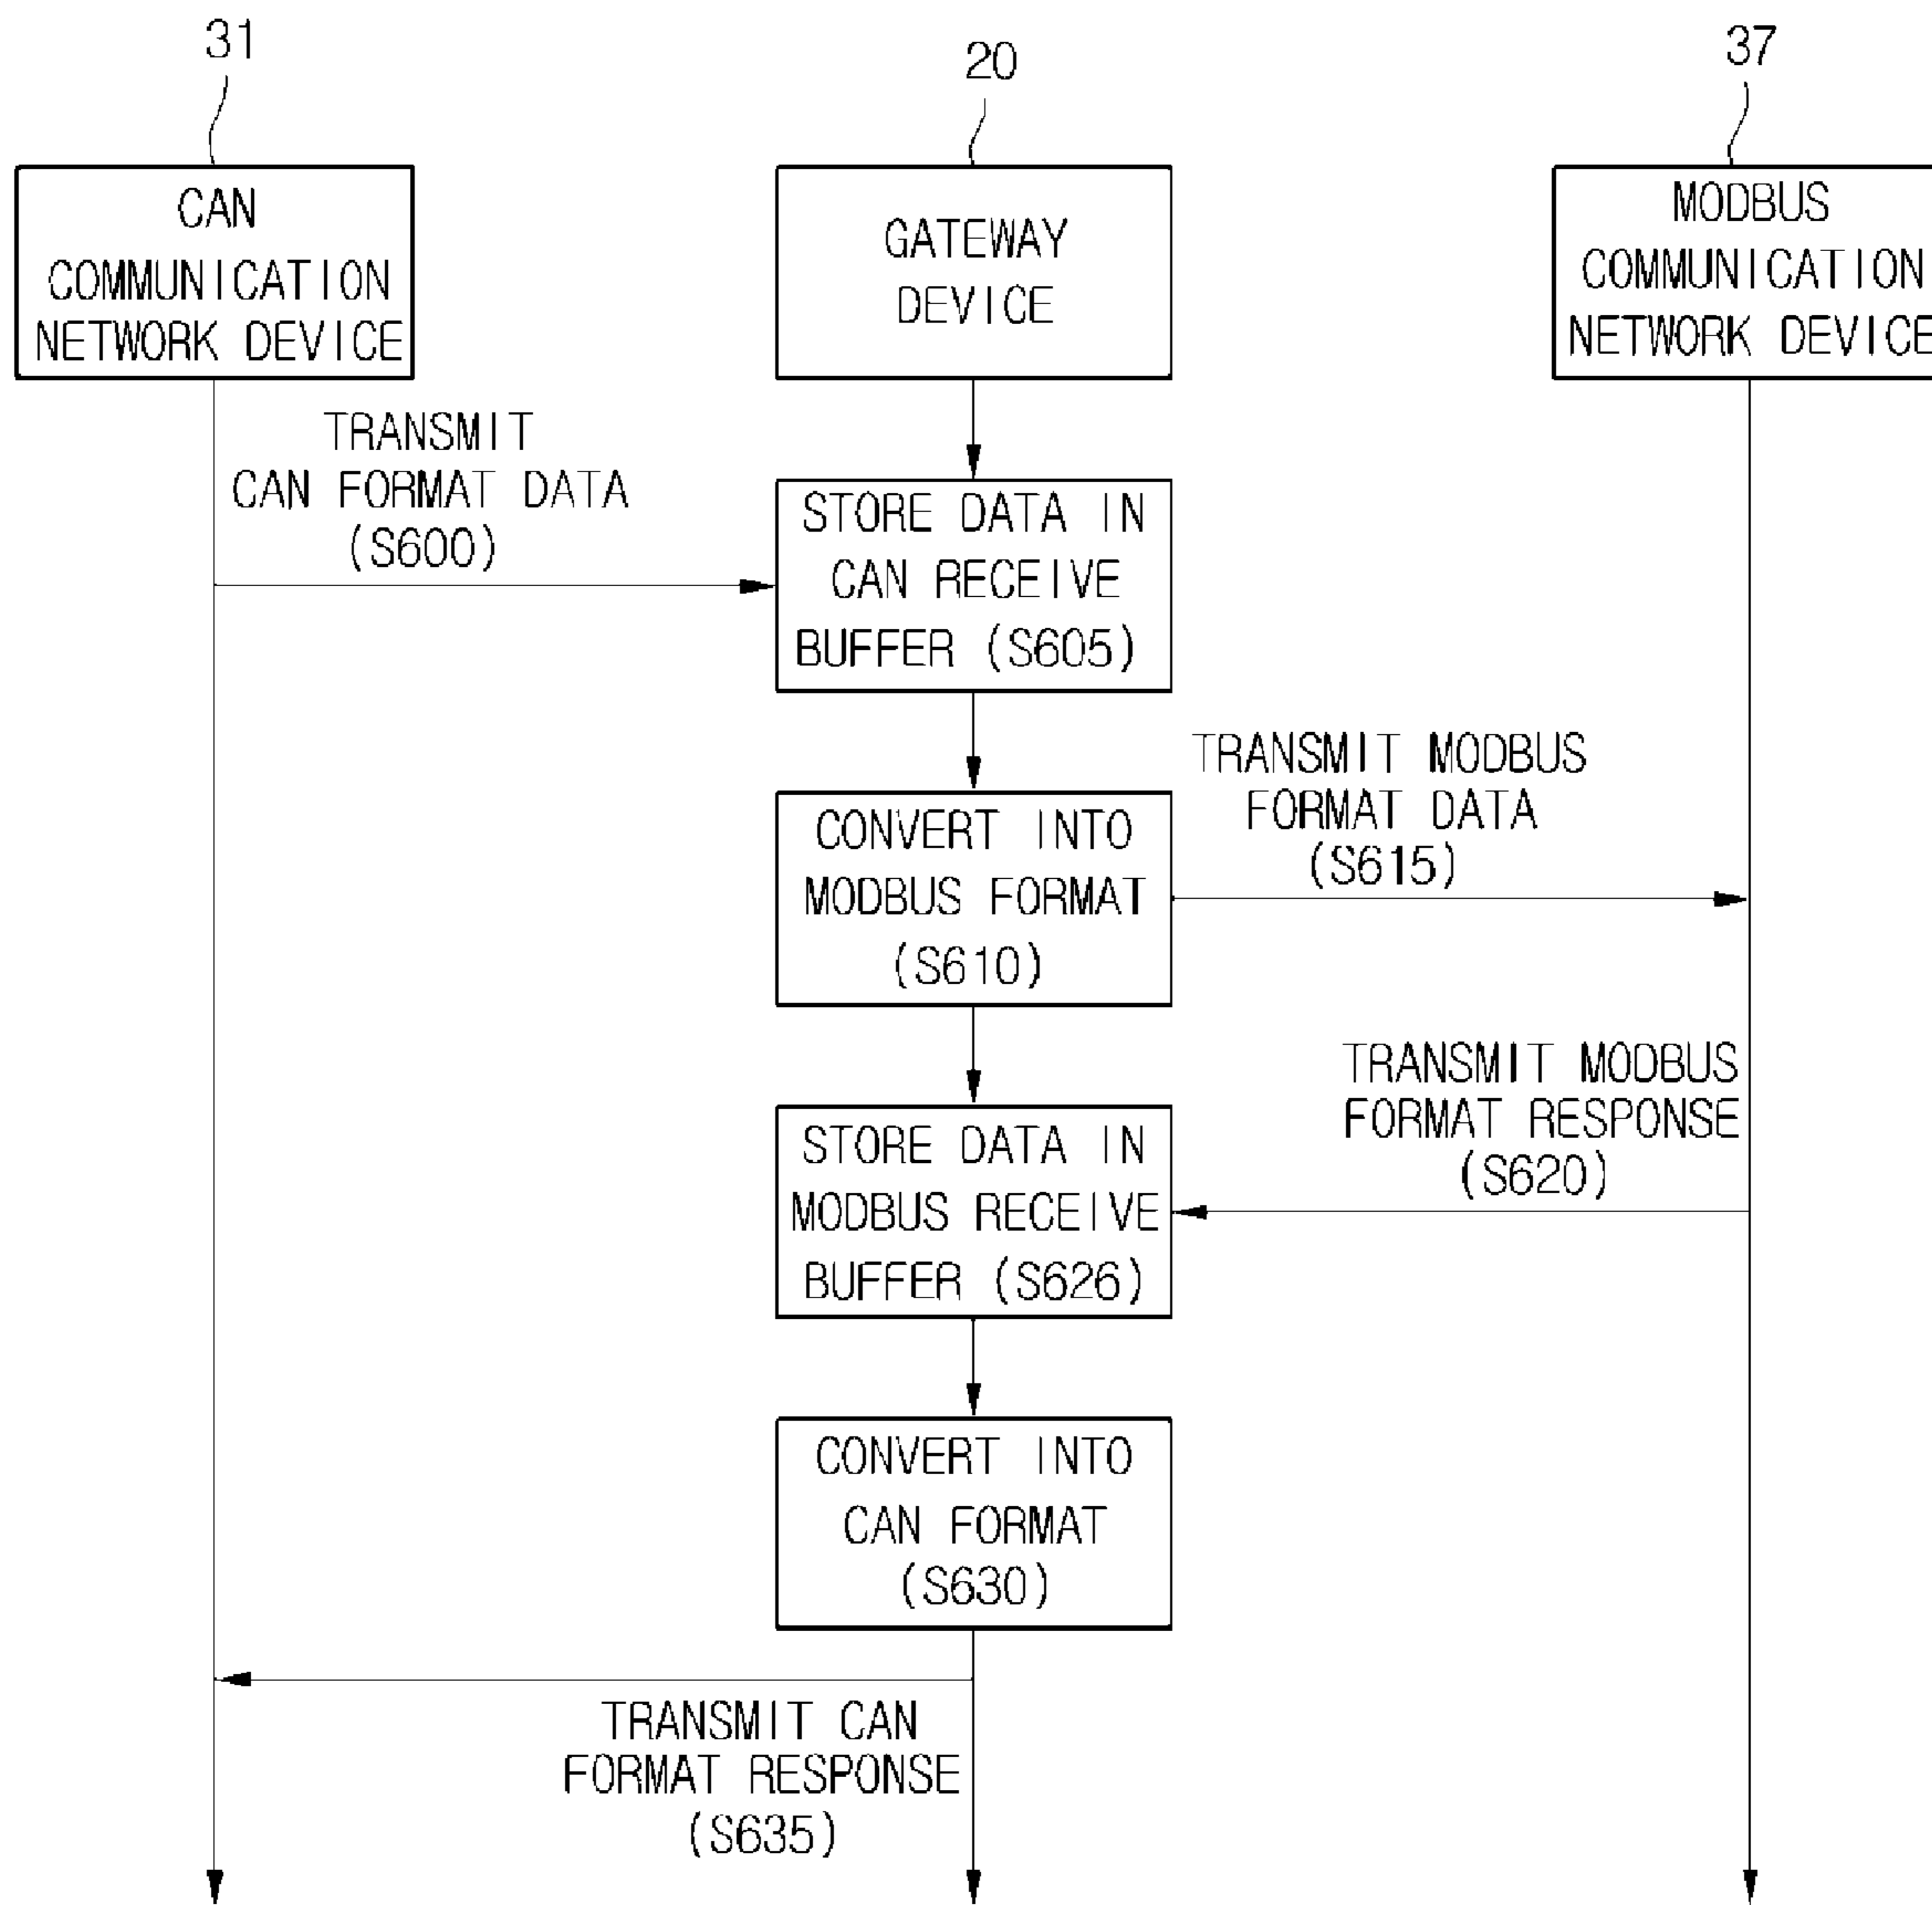 31
20
37
CAN
COMMUNICATION
NETWORK DEVICE
GATEWAY
DEVICE
MODBUS
COMMUNICATION
NETWORK DEVICE
TRANSMIT
CAN FORMAT DATA
(S600)
STORE DATA IN
CAN RECEIVE
BUFFER (S605)
CONVERT INTO
MODBUS FORMAT
(S610)
TRANSMIT MODBUS
FORMAT DATA
(S615)
TRANSMIT MODBUS
FORMAT RESPONSE
(S620)
STORE DATA IN
MODBUS RECEIVE
BUFFER (S626)
CONVERT INTO
CAN FORMAT
(S630)
TRANSMIT CAN
FORMAT RESPONSE
(S635)